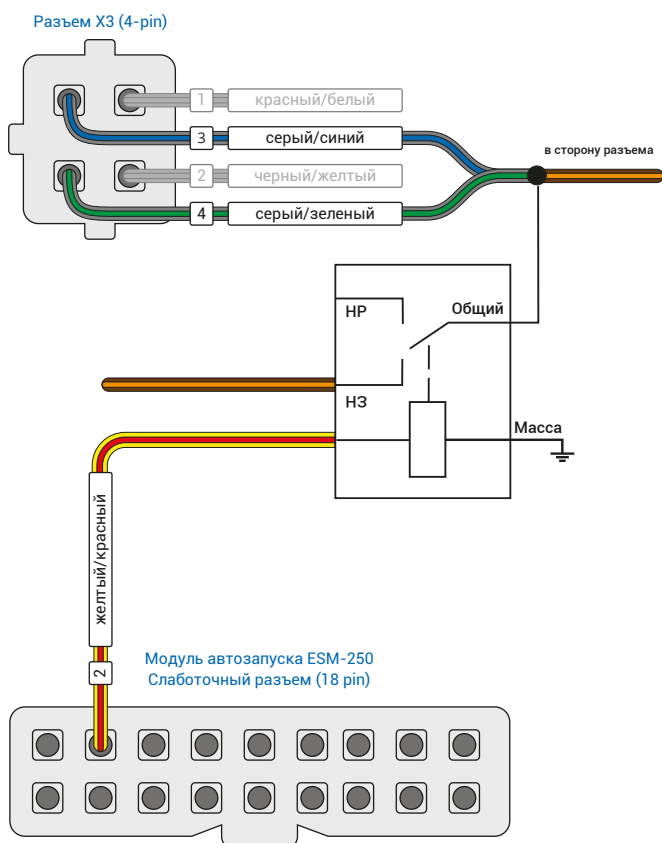 Разъем X3 (4-pin)
1 красный/белый
3 серый/синий
в сторону разъема
2 черный/желтый
4 серый/зеленый
НР
Общий
НЗ
Масса
желтый/красный
2
Модуль автозапуска ESM-250
Слаботочный разъем (18 pin)